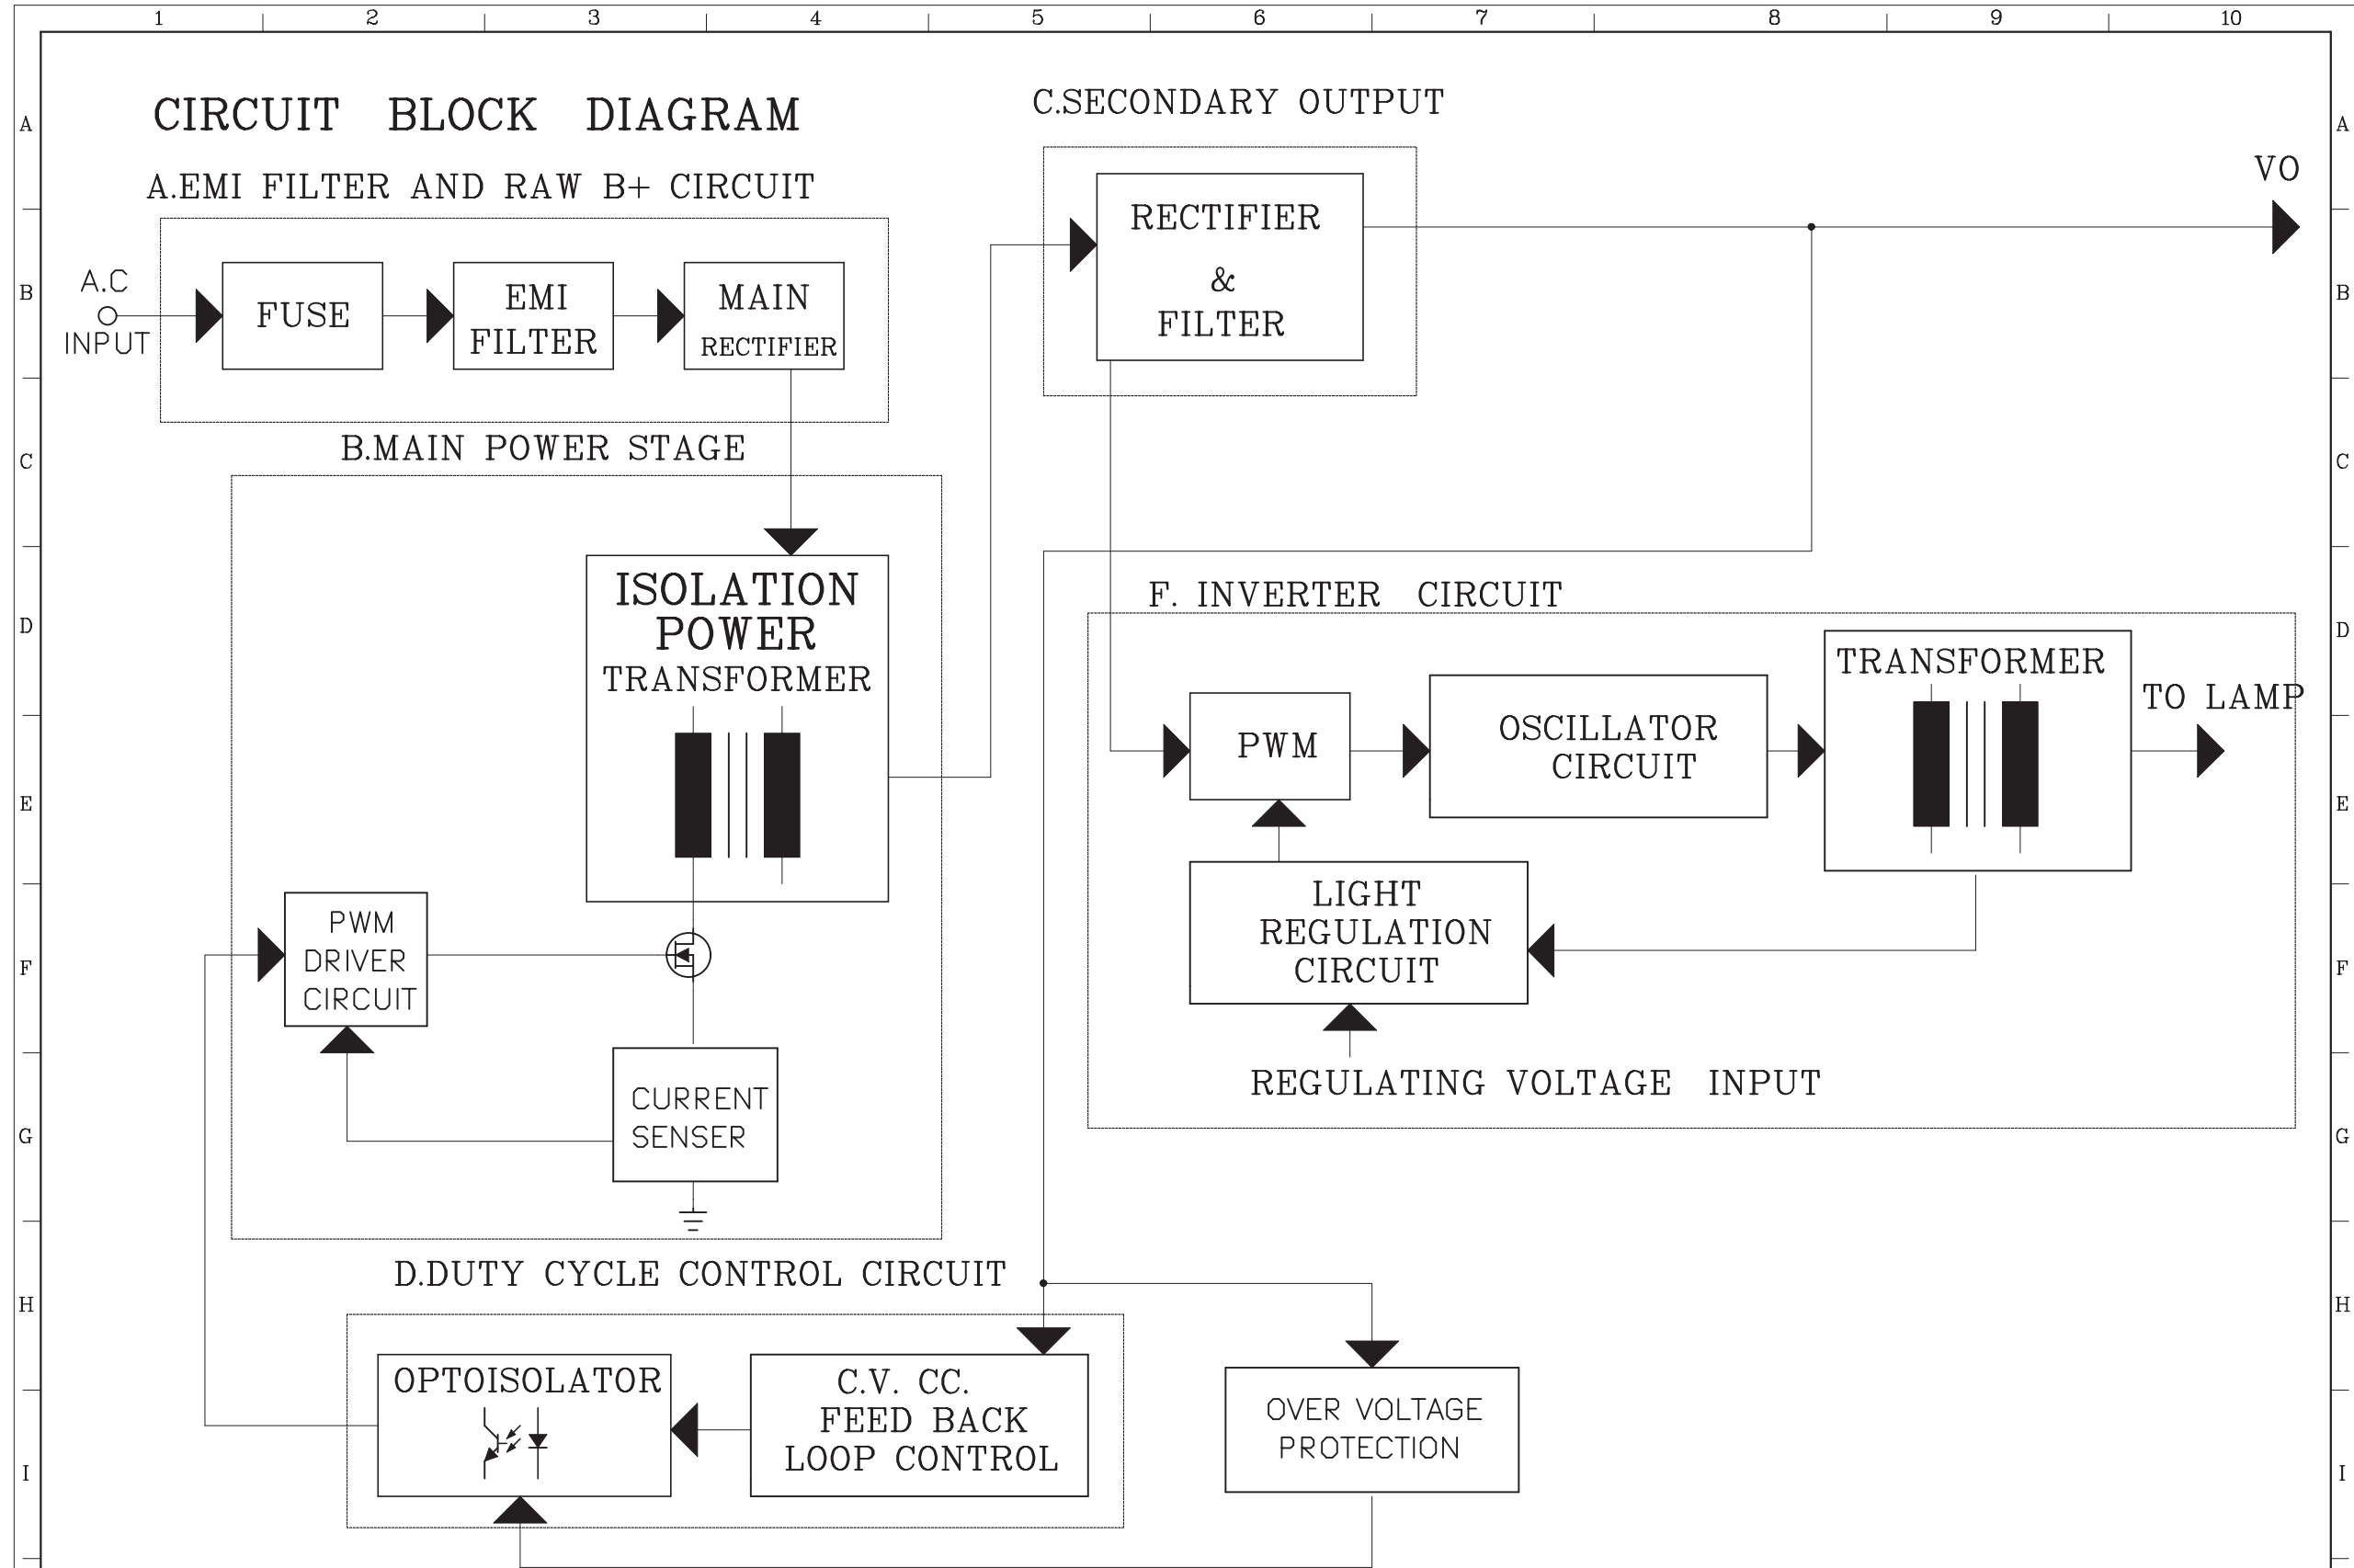 1 2 3 4 5 6 7 8 9 10
CIRCUIT BLOCK DIAGRAM
C.SECONDARY OUTPUT
A A
A.EMI FILTER AND RAW B+ CIRCUIT
VO
RECTIFIER
&
FILTER
A.C
INPUT
B B
FUSE
EMI
FILTER
MAIN
RECTIFIER
B.MAIN POWER STAGE
C C
ISOLATION
POWER
TRANSFORMER
F. INVERTER CIRCUIT
D D
TRANSFORMER
TO LAMP
PWM
OSCILLATOR
CIRCUIT
E E
LIGHT
REGULATION
CIRCUIT
PWM
DRIVER
CIRCUIT
F F
REGULATING VOLTAGE INPUT
CURRENT
SENSER
G G
D.DUTY CYCLE CONTROL CIRCUIT
H H
OPTOISOLATOR
C.V. CC.
FEED BACK
LOOP CONTROL
OVER VOLTAGE
PROTECTION
I I